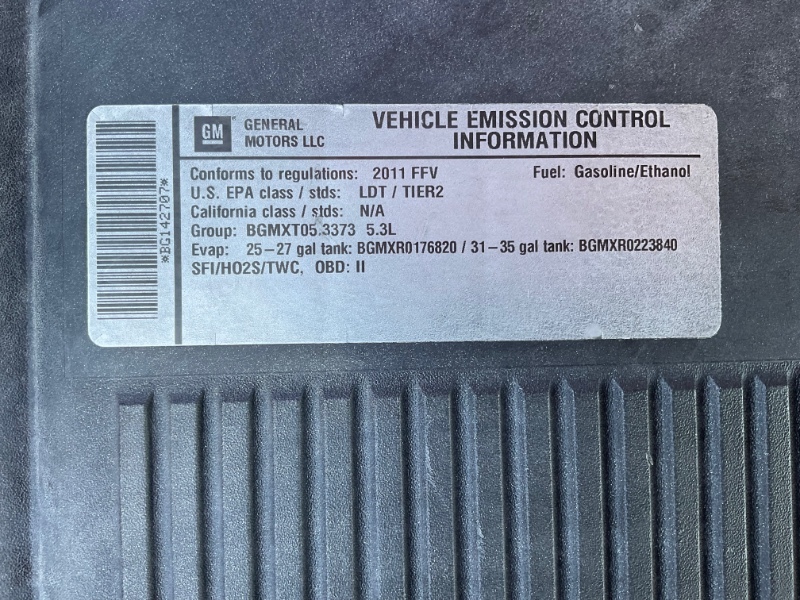 *BG142707*
GM
GENERAL
MOTORS LLC
VEHICLE EMISSION CONTROL
INFORMATION
Conforms to regulations: 2011 FFV Fuel: Gasoline/Ethanol
U.S. EPA class / stds: LDT / TIER2
California class / stds: N/A
Group: BGMXT05.3373 5.3L
Evap: 25-27 gal tank: BGMXR0176820 / 31-35 gal tank: BGMXR0223840
SFI/HO2S/TWC, OBD: II